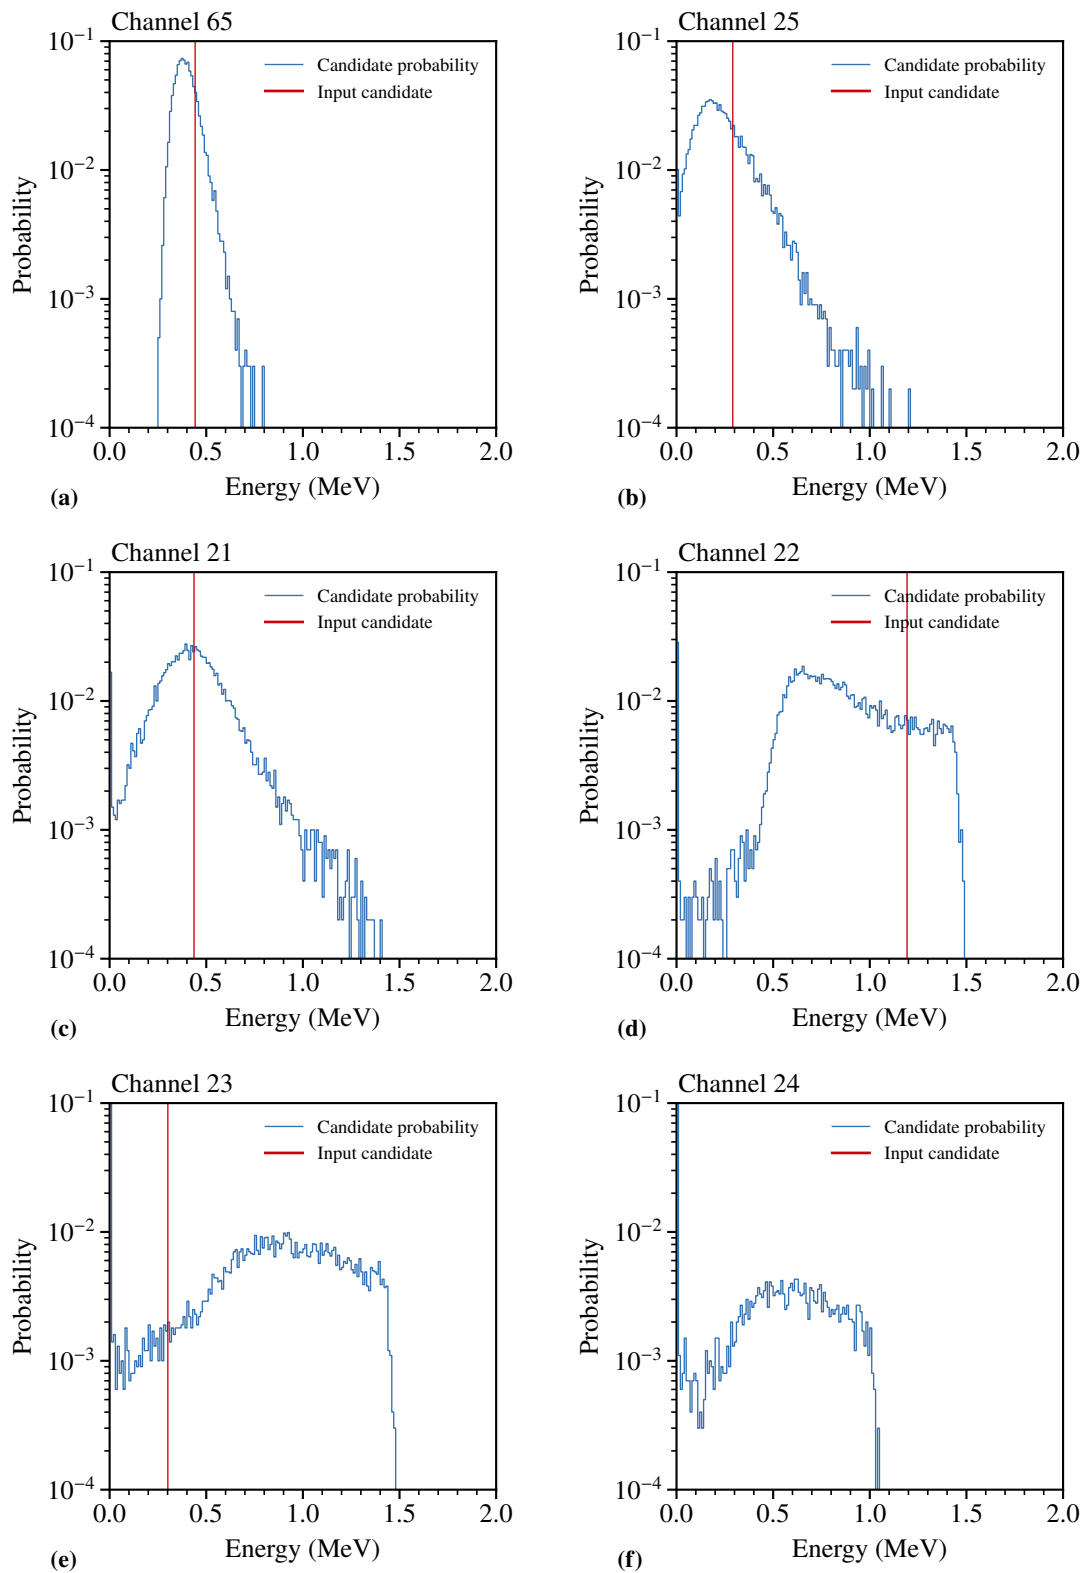 Channel 65
10⁻¹
Candidate probability
Input candidate
10⁻²
Probability
10⁻³
10⁻⁴
0.0 0.5 1.0 1.5 2.0
Energy (MeV)
(a)
Channel 25
10⁻¹
Candidate probability
Input candidate
10⁻²
Probability
10⁻³
10⁻⁴
0.0 0.5 1.0 1.5 2.0
Energy (MeV)
(b)
Channel 21
10⁻¹
Candidate probability
Input candidate
10⁻²
Probability
10⁻³
10⁻⁴
0.0 0.5 1.0 1.5 2.0
Energy (MeV)
(c)
Channel 22
10⁻¹
Candidate probability
Input candidate
10⁻²
Probability
10⁻³
10⁻⁴
0.0 0.5 1.0 1.5 2.0
Energy (MeV)
(d)
Channel 23
10⁻¹
Candidate probability
Input candidate
10⁻²
Probability
10⁻³
10⁻⁴
0.0 0.5 1.0 1.5 2.0
Energy (MeV)
(e)
Channel 24
10⁻¹
Candidate probability
Input candidate
10⁻²
Probability
10⁻³
10⁻⁴
0.0 0.5 1.0 1.5 2.0
Energy (MeV)
(f)